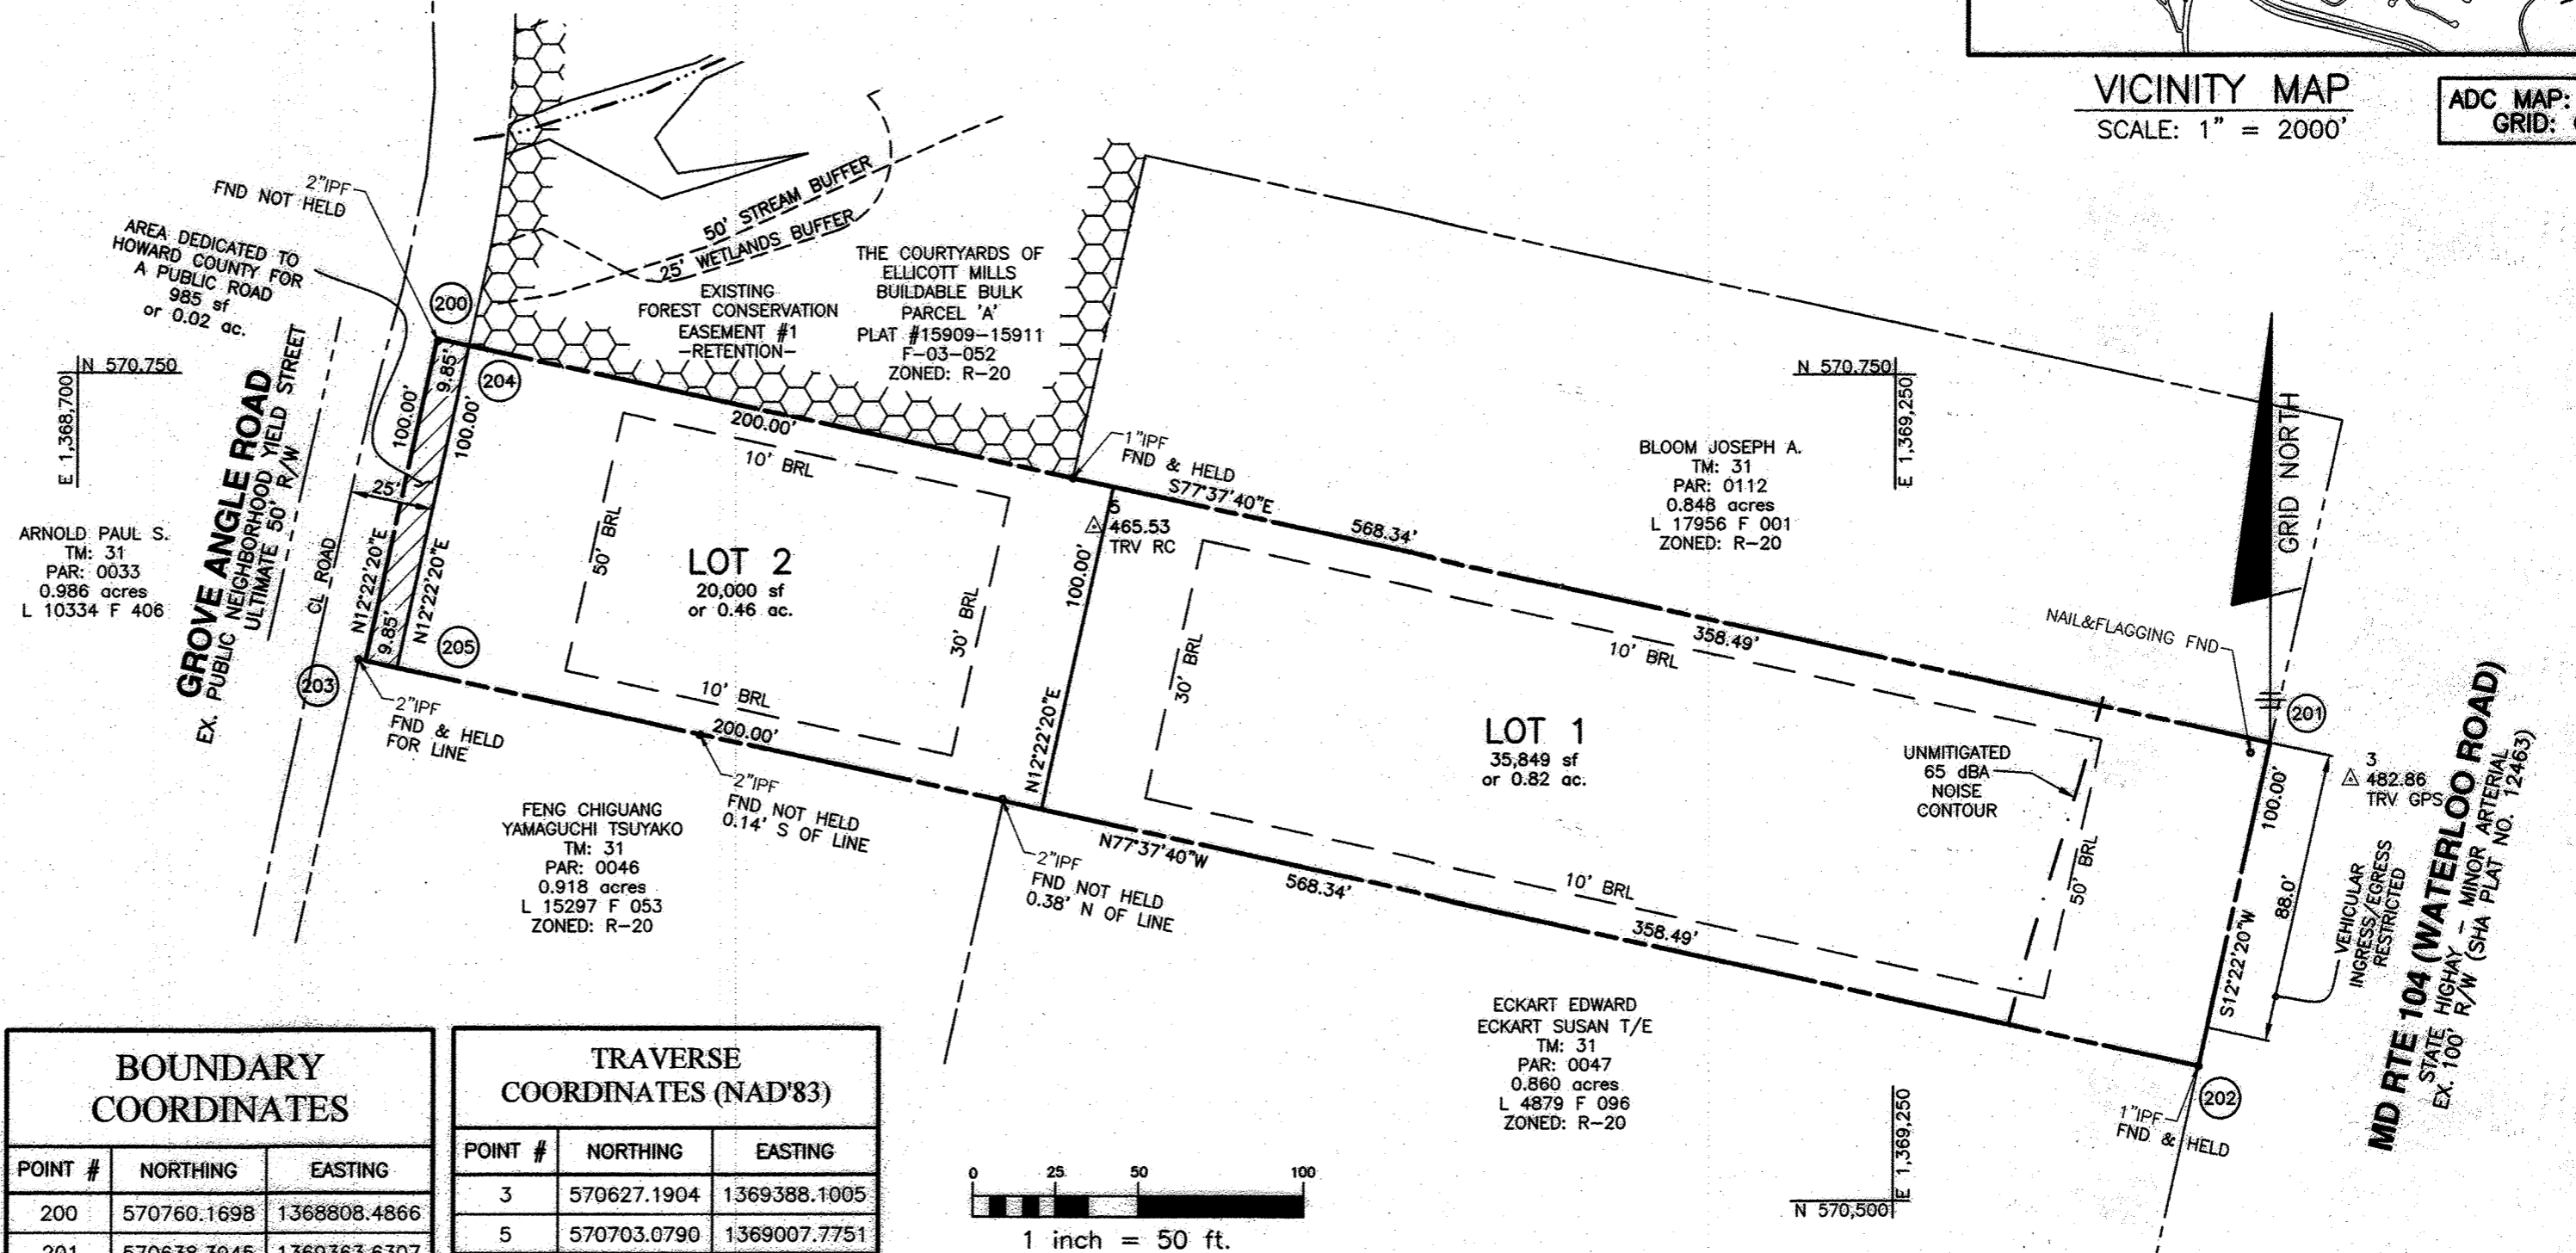 VICINITY MAP
SCALE: 1" = 2000'
ADC MAP:
GRID:
2"IPF
FND NOT HELD
AREA DEDICATED TO
HOWARD COUNTY FOR
A PUBLIC ROAD
985 sf
or 0.02 ac.
200
204
50' STREAM BUFFER
25' WETLANDS BUFFER
EXISTING
FOREST CONSERVATION
EASEMENT #1
-RETENTION-
THE COURTYARDS OF
ELLICOTT MILLS
BUILDABLE BULK
PARCEL 'A'
PLAT #15909-15911
F-03-052
ZONED: R-20
N 570.750
E 1,368,700
GROVE ANGLE ROAD
EX. PUBLIC NEIGHBORHOOD YIELD STREET
ULTIMATE 50' R/W
CL ROAD
ARNOLD PAUL S.
TM: 31
PAR: 0033
0.986 acres
L 10334 F 406
100.00'
9.85'
100.00'
25'
N12°22'20"E
9.85'
N12°22'20"E
203
205
2"IPF
FND & HELD
FOR LINE
200.00'
10' BRL
50' BRL
LOT 2
20,000 sf
or 0.46 ac.
30' BRL
10' BRL
200.00'
2"IPF
FND NOT HELD
0.14' S OF LINE
FENG CHIGUANG
YAMAGUCHI TSUYAKO
TM: 31
PAR: 0046
0.918 acres
L 15297 F 053
ZONED: R-20
1"IPF
FND & HELD
S77°37'40"E
568.34'
5
465.53
TRV RC
100.00'
N12°22'20"E
2"IPF
FND NOT HELD
0.38' N OF LINE
N77°37'40"W
568.34'
30' BRL
LOT 1
35,849 sf
or 0.82 ac.
358.49'
10' BRL
10' BRL
358.49'
UNMITIGATED
65 dBA
NOISE
CONTOUR
50' BRL
BLOOM JOSEPH A.
TM: 31
PAR: 0112
0.848 acres
L 17956 F 001
ZONED: R-20
N 570.750
E 1,369,250
GRID NORTH
NAIL&FLAGGING FND
201
3
482.86
TRV GPS
100.00'
88.0'
S12°22'20"W
VEHICULAR
INGRESS/EGRESS
RESTRICTED
MD RTE 104 (WATERLOO ROAD)
STATE HIGHAY - MINOR ARTERIAL
EX. 100' R/W (SHA PLAT NO. 12463)
202
1"IPF
FND & HELD
ECKART EDWARD
ECKART SUSAN T/E
TM: 31
PAR: 0047
0.860 acres
L 4879 F 096
ZONED: R-20
N 570,500
E 1,369,250
0 25 50 100
1 inch = 50 ft.
BOUNDARY
COORDINATES
POINT # NORTHING EASTING
200 570760.1698 1368808.4866
201 570638.3945 1369363.6307
TRAVERSE
COORDINATES (NAD'83)
POINT # NORTHING EASTING
3 570627.1904 1369388.1005
5 570703.0790 1369007.7751